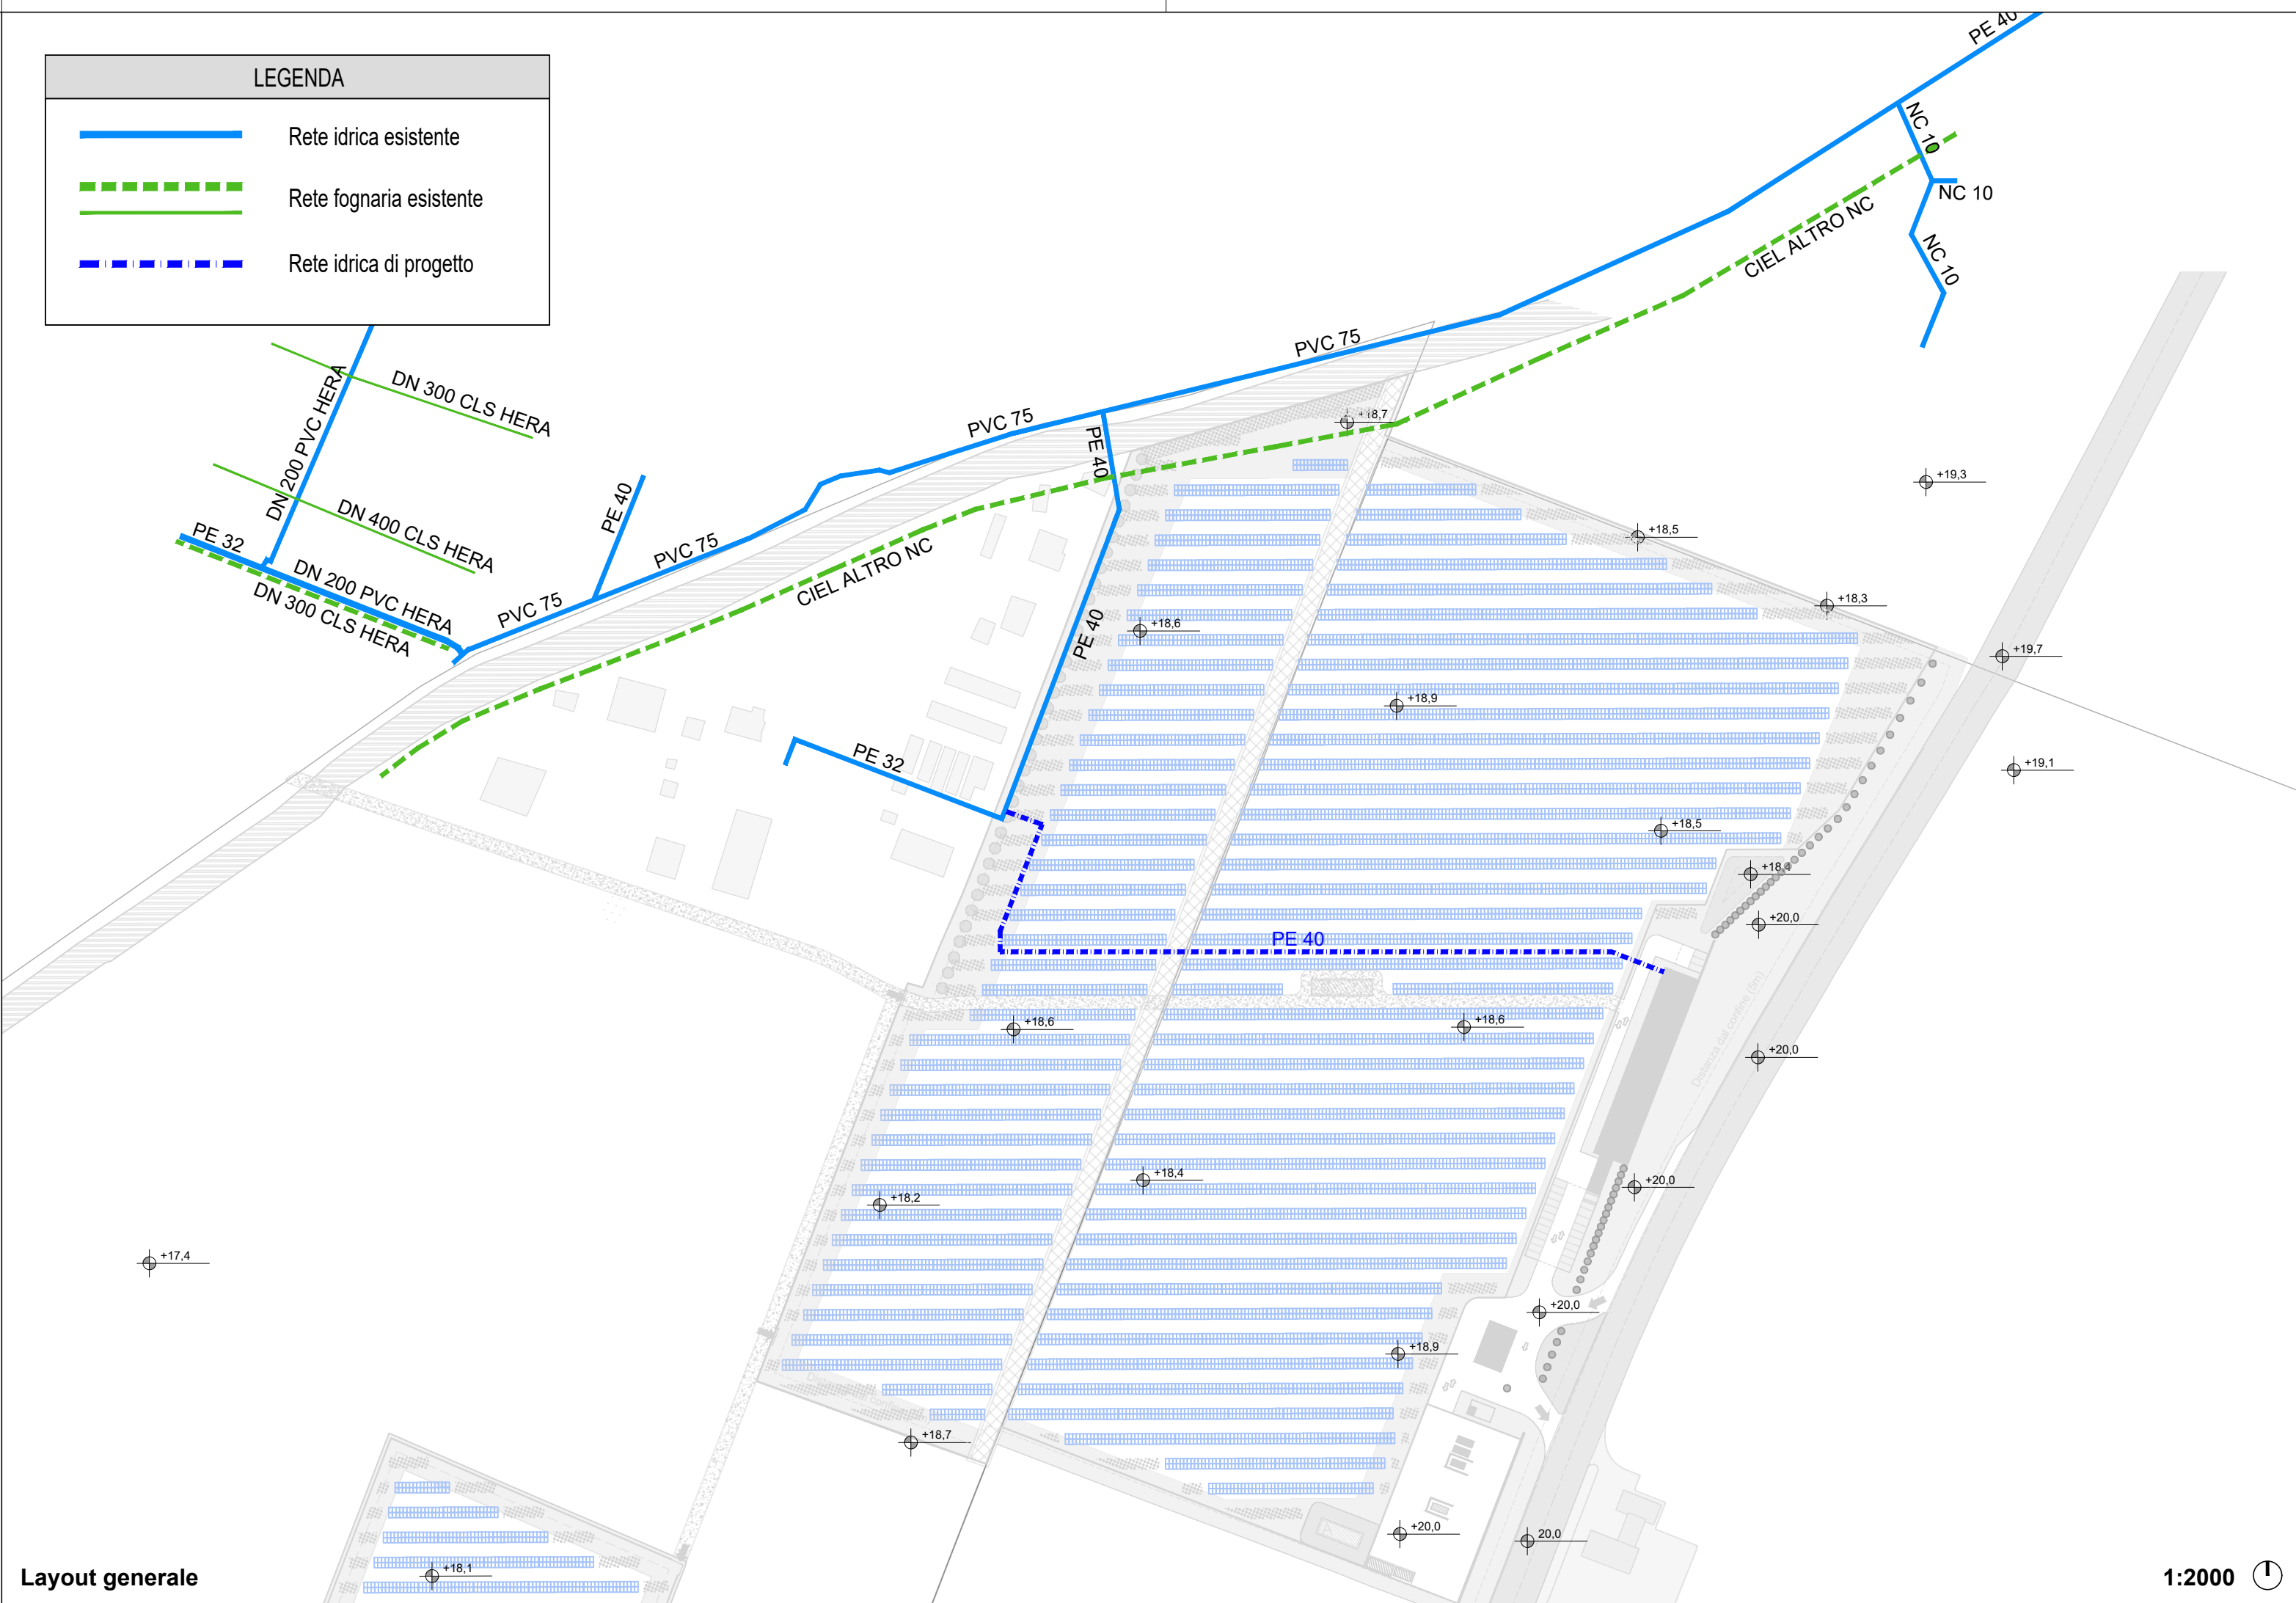 PE 40
LEGENDA
Rete idrica esistente
Rete fognaria esistente
Rete idrica di progetto
NC 10
NC 10
NC 10
CIEL ALTRO NC
PVC 75
PVC 75
PE 40
DN 200 PVC HERA
DN 300 CLS HERA
DN 400 CLS HERA
PE 40
PE 32
DN 200 PVC HERA
DN 300 CLS HERA
PVC 75
PVC 75
CIEL ALTRO NC
PE 40
PE 32
+18,7
+19,3
+18,5
+18,3
+18,6
+19,7
+18,9
+19,1
+18,5
+18,4
+20,0
PE 40
+18,6
+18,6
Distanza dal confine (5m)
+20,0
+18,4
+20,0
+18,2
+17,4
+20,0
+18,9
+18,7
+20,0
20,0
+18,1
Layout generale
1:2000